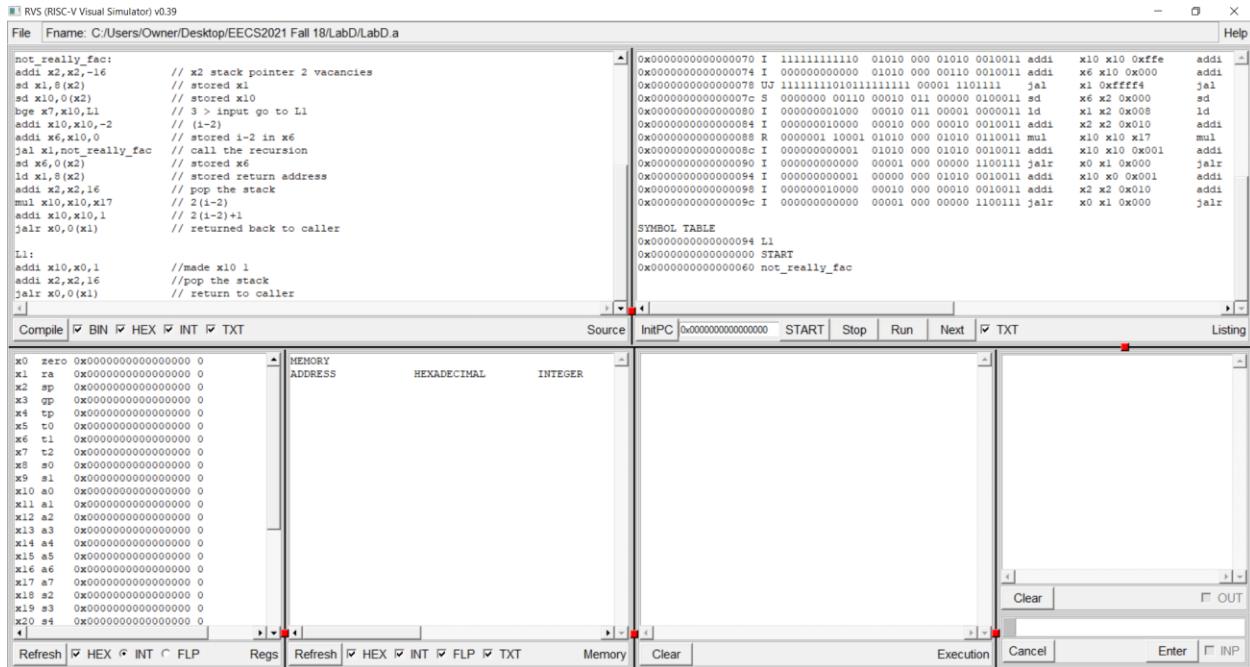 RVS (RISC-V Visual Simulator) v0.39
File Fname: C:/Users/Owner/Desktop/EECS2021 Fall 18/LabD/LabD.a Help
not_really_fac:
addi x2,x2,-16 // x2 stack pointer 2 vacancies
sd x1,8(x2) // stored x1
sd x10,0(x2) // stored x10
bge x7,x10,L1 // 3 > input go to L1
addi x10,x10,-2 // (i-2)
addi x6,x10,0 // stored i-2 in x6
jal x1,not_really_fac // call the recursion
sd x6,0(x2) // stored x6
ld x1,8(x2) // stored return address
addi x2,x2,16 // pop the stack
mul x10,x10,x17 // 2(i-2)
addi x10,x10,1 // 2(i-2)+1
jalr x0,0(x1) // returned back to caller
L1:
addi x10,x0,1 //made x10 1
addi x2,x2,16 //pop the stack
jalr x0,0(x1) // return to caller
Compile BIN HEX INT TXT Source
0x0000000000000070 I 111111111110 01010 000 01010 0010011 addi x10 x10 0xffe addi
0x0000000000000074 I 000000000000 01010 000 00110 0010011 addi x6 x10 0x000 addi
0x0000000000000078 UJ 11111111010111111111 00001 1101111 jal x1 0xffff4 jal
0x000000000000007c S 0000000 00110 00010 011 00000 0100011 sd x6 x2 0x000 sd
0x0000000000000080 I 000000001000 00010 011 00001 0000011 ld x1 x2 0x008 ld
0x0000000000000084 I 000000010000 00010 000 00010 0010011 addi x2 x2 0x010 addi
0x0000000000000088 R 0000001 10001 01010 000 01010 0110011 mul x10 x10 x17 mul
0x000000000000008c I 000000000001 01010 000 01010 0010011 addi x10 x10 0x001 addi
0x0000000000000090 I 000000000000 00001 000 00000 1100111 jalr x0 x1 0x000 jalr
0x0000000000000094 I 000000000001 00000 000 01010 0010011 addi x10 x0 0x001 addi
0x0000000000000098 I 000000010000 00010 000 00010 0010011 addi x2 x2 0x010 addi
0x000000000000009c I 000000000000 00001 000 00000 1100111 jalr x0 x1 0x000 jalr
SYMBOL TABLE
0x0000000000000094 L1
0x0000000000000000 START
0x0000000000000060 not_really_fac
InitPC 0x0000000000000000 START Stop Run Next TXT Listing
x0 zero 0x0000000000000000 0
x1 ra 0x0000000000000000 0
x2 sp 0x0000000000000000 0
x3 gp 0x0000000000000000 0
x4 tp 0x0000000000000000 0
x5 t0 0x0000000000000000 0
x6 t1 0x0000000000000000 0
x7 t2 0x0000000000000000 0
x8 s0 0x0000000000000000 0
x9 s1 0x0000000000000000 0
x10 a0 0x0000000000000000 0
x11 a1 0x0000000000000000 0
x12 a2 0x0000000000000000 0
x13 a3 0x0000000000000000 0
x14 a4 0x0000000000000000 0
x15 a5 0x0000000000000000 0
x16 a6 0x0000000000000000 0
x17 a7 0x0000000000000000 0
x18 s2 0x0000000000000000 0
x19 s3 0x0000000000000000 0
x20 s4 0x0000000000000000 0
Refresh HEX INT FLP Regs
MEMORY
ADDRESS HEXADECIMAL INTEGER
Refresh HEX INT FLP TXT Memory
Clear Execution
Clear OUT
Cancel Enter INP